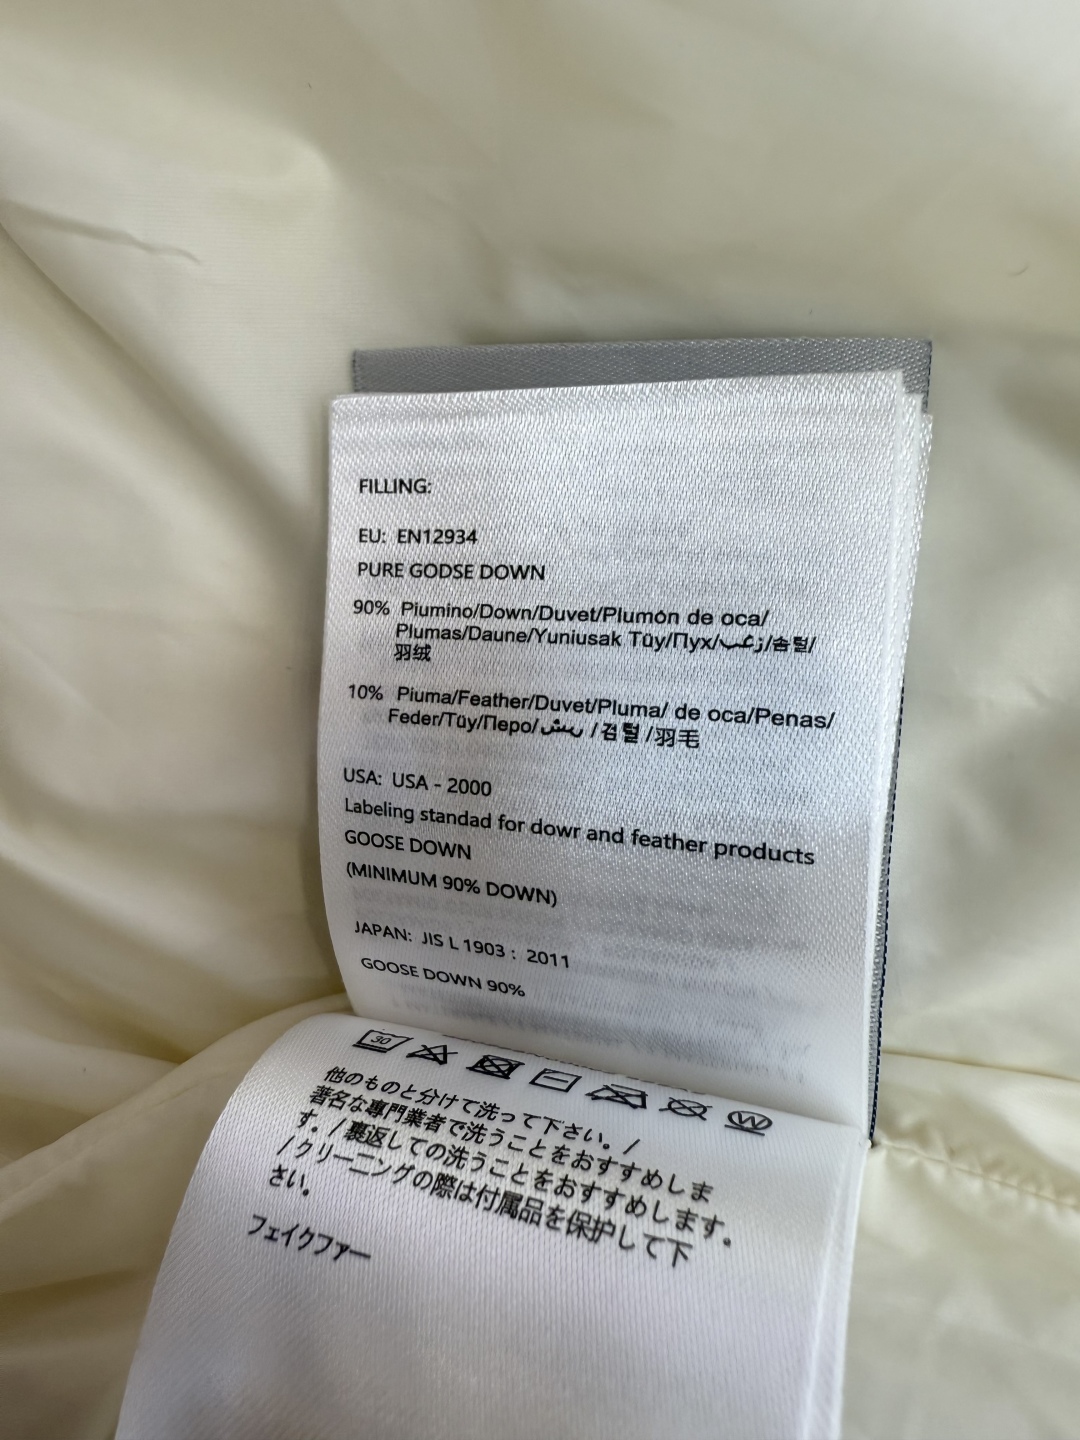 FILLING:
EU: EN12934
PURE GODSE DOWN
90% Piumino/Down/Duvet/Plumón de oca/
Plumas/Daune/Yuniusak Tüy/Пух/زغب/솜털/
羽绒
10% Piuma/Feather/Duvet/Pluma/ de oca/Penas/
Feder/Tüy/Перо/ /검털 /羽毛
USA: USA - 2000
Labeling standad for dowr and feather products
GOOSE DOWN
(MINIMUM 90% DOWN)
JAPAN: JIS L 1903 : 2011
GOOSE DOWN 90%
30
W
他のものと分けて洗って下さい。/
著名な専門業者で洗うことをおすすめしま
す。/ 裏返しての洗うことをおすすめします。
/ クリーニングの際は付属品を保护して下
さい。
フェイクファー